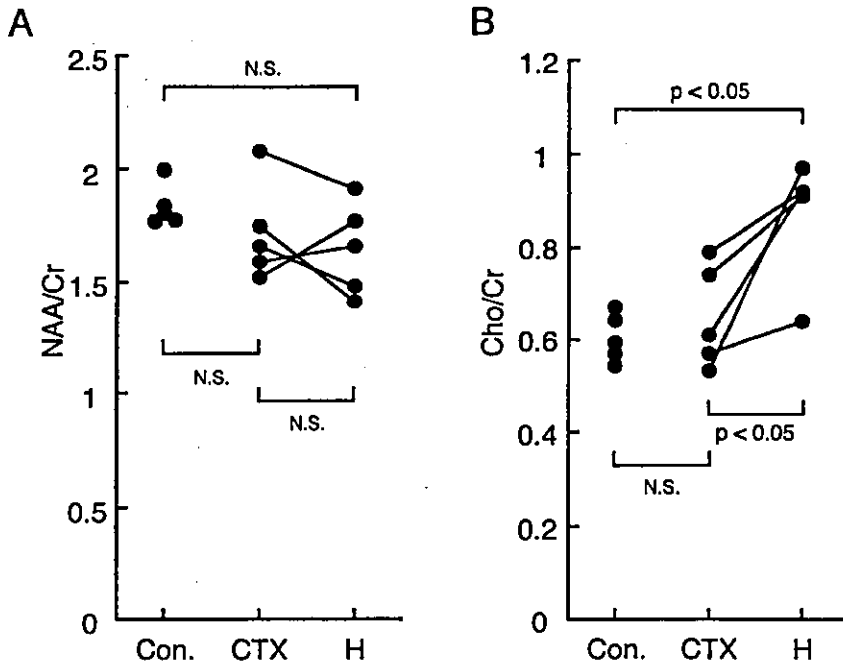 A
NAA/Cr
2.5
2
1.5
1
0.5
0
N.S.
N.S.
N.S.
Con. CTX H
B
Cho/Cr
1.2
1
0.8
0.6
0.4
0.2
0
p < 0.05
p < 0.05
N.S.
Con. CTX H